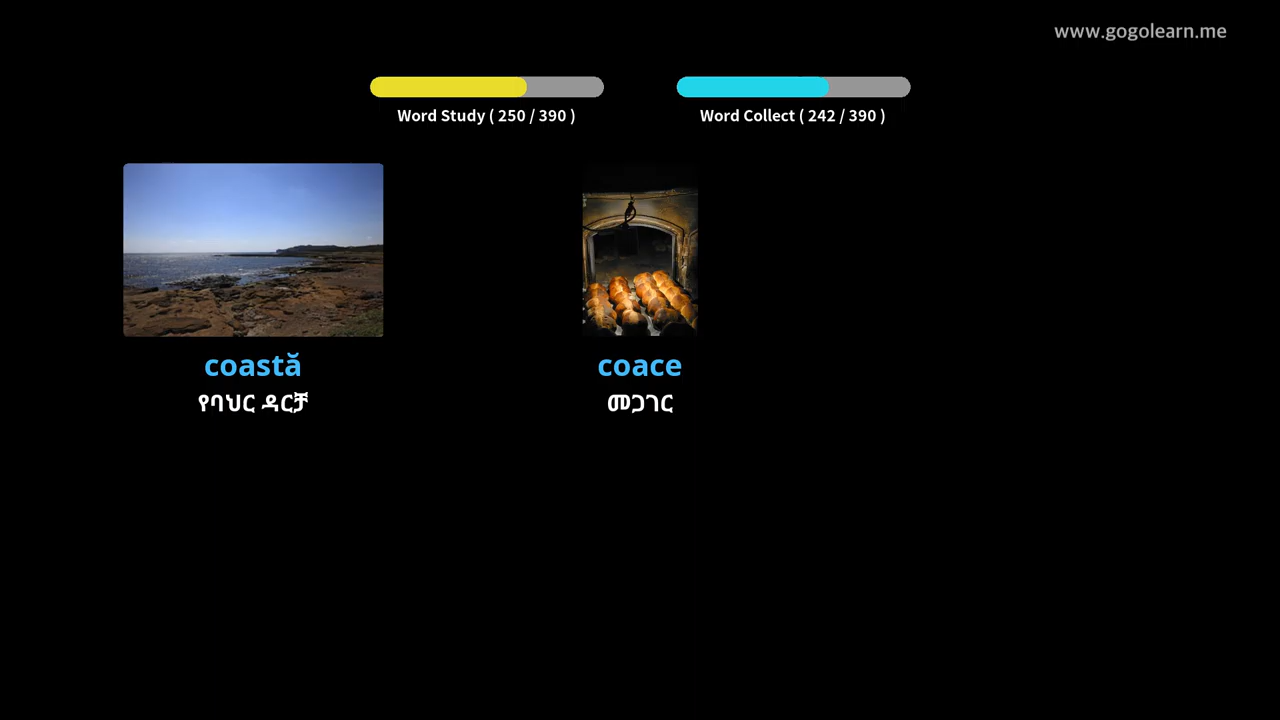 www.gogolearn.me
Word Study ( 250 / 390 )
Word Collect ( 242 / 390 )
coastă
coace
የባህር ዳርቻ
መጋገር